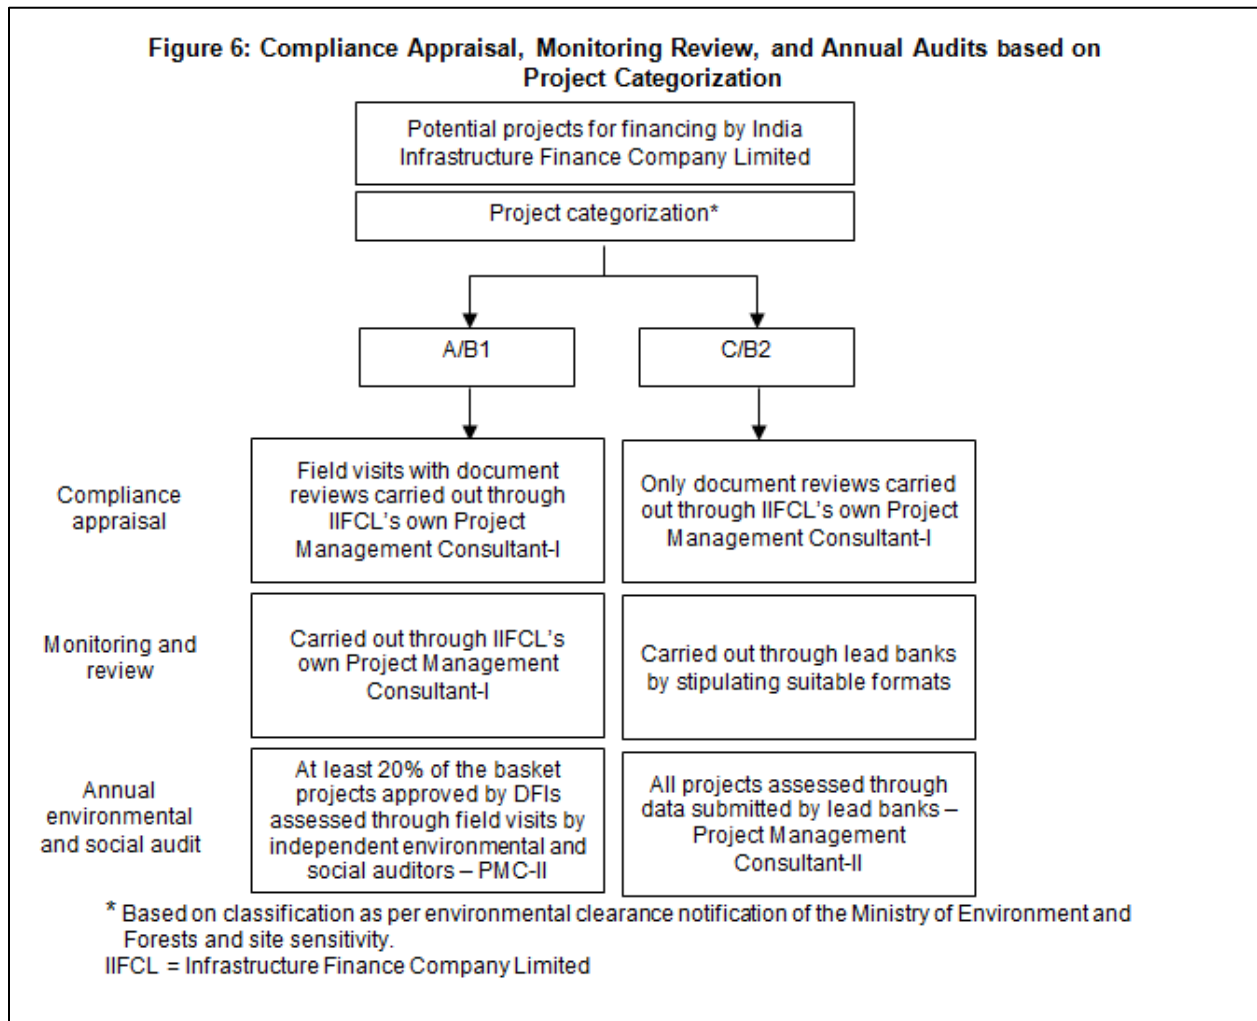 Figure 6: Compliance Appraisal, Monitoring Review, and Annual Audits based on
Project Categorization
Potential projects for financing by India
Infrastructure Finance Company Limited
Project categorization*
A/B1
C/B2
Compliance
appraisal
Field visits with document
reviews carried out through
IIFCL's own Project
Management Consultant-I
Only document reviews carried
out through IIFCL's own Project
Management Consultant-I
Monitoring and
review
Carried out through IIFCL's
own Project Management
Consultant-I
Carried out through lead banks
by stipulating suitable formats
Annual
environmental
and social audit
At least 20% of the basket
projects approved by DFIs
assessed through field visits by
independent environmental and
social auditors – PMC-II
All projects assessed through
data submitted by lead banks –
Project Management
Consultant-II
* Based on classification as per environmental clearance notification of the Ministry of Environment and
Forests and site sensitivity.
IIFCL = Infrastructure Finance Company Limited